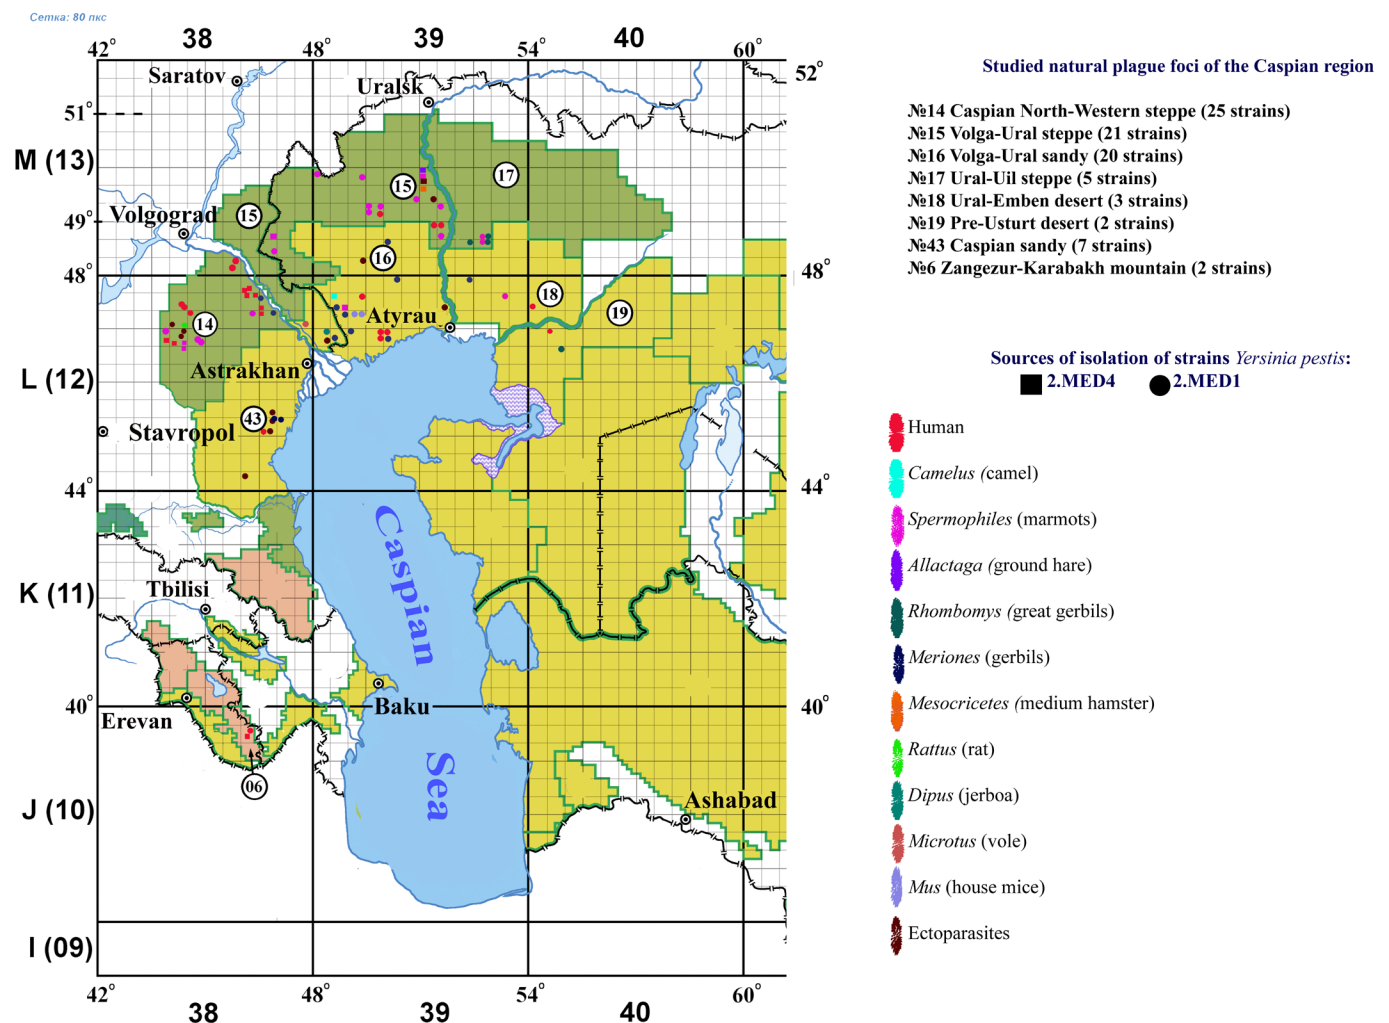 Сетка: 80 пкс
38
39
40
42°
48°
54°
60°
52°
Saratov
Uralsk
51°
M (13)
17
15
15
Volgograd
49°
16
48°
48°
18
19
14
Atyrau
Astrakhan
L (12)
43
Stavropol
44°
44°
Caspian
Sea
K (11)
Tbilisi
40°
40°
Erevan
Baku
06
J (10)
Ashabad
I (09)
42°
48°
54°
60°
38
39
40
Studied natural plague foci of the Caspian region
№14 Caspian North-Western steppe (25 strains)
№15 Volga-Ural steppe (21 strains)
№16 Volga-Ural sandy (20 strains)
№17 Ural-Uil steppe (5 strains)
№18 Ural-Emben desert (3 strains)
№19 Pre-Usturt desert (2 strains)
№43 Caspian sandy (7 strains)
№6 Zangezur-Karabakh mountain (2 strains)
Sources of isolation of strains Yersinia pestis:
2.MED4 2.MED1
Human
Camelus (camel)
Spermophiles (marmots)
Allactaga (ground hare)
Rhombomys (great gerbils)
Meriones (gerbils)
Mesocricetes (medium hamster)
Rattus (rat)
Dipus (jerboa)
Microtus (vole)
Mus (house mice)
Ectoparasites